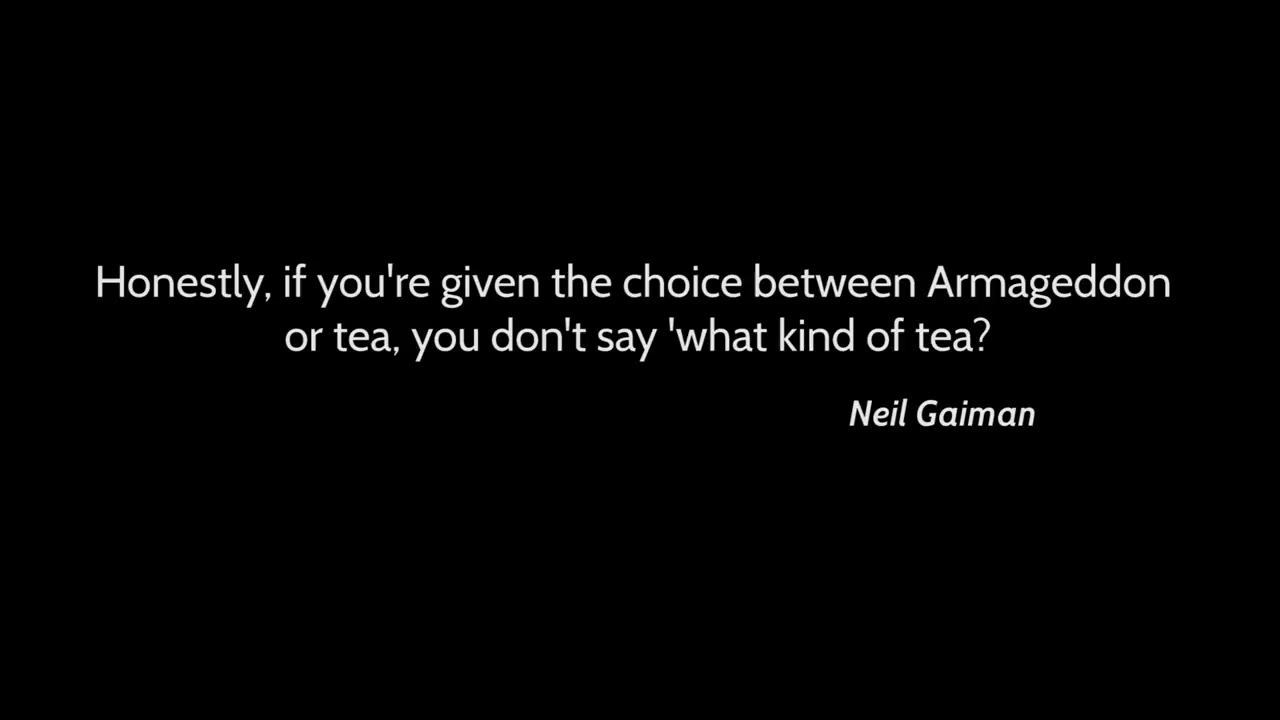 Honestly, if you're given the choice between Armageddon
or tea, you don't say 'what kind of tea?
Neil Gaiman